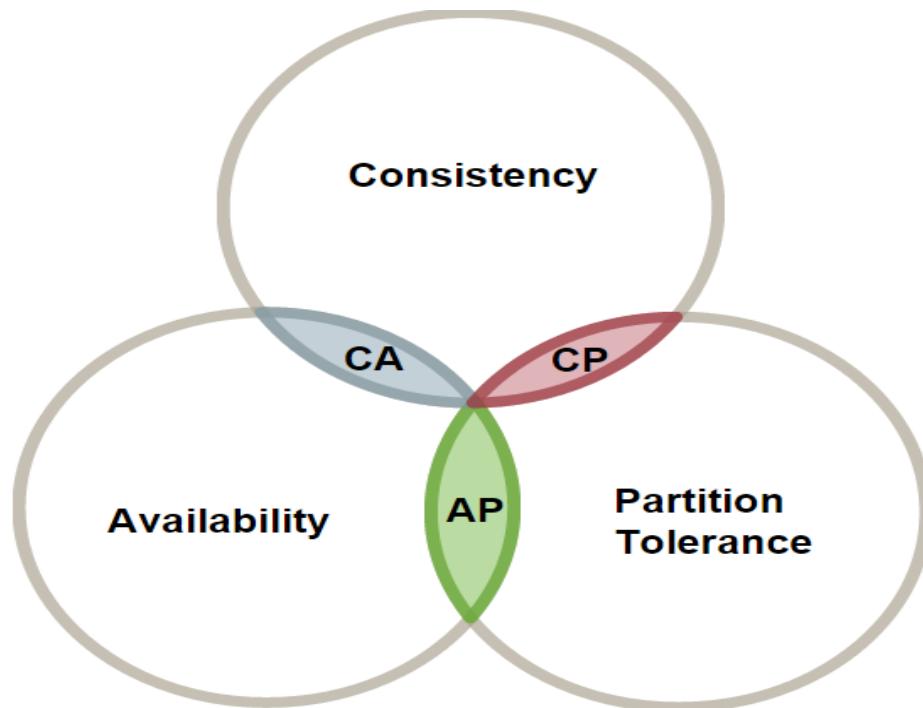 Consistency
CA
CP
Availability
AP
Partition
Tolerance